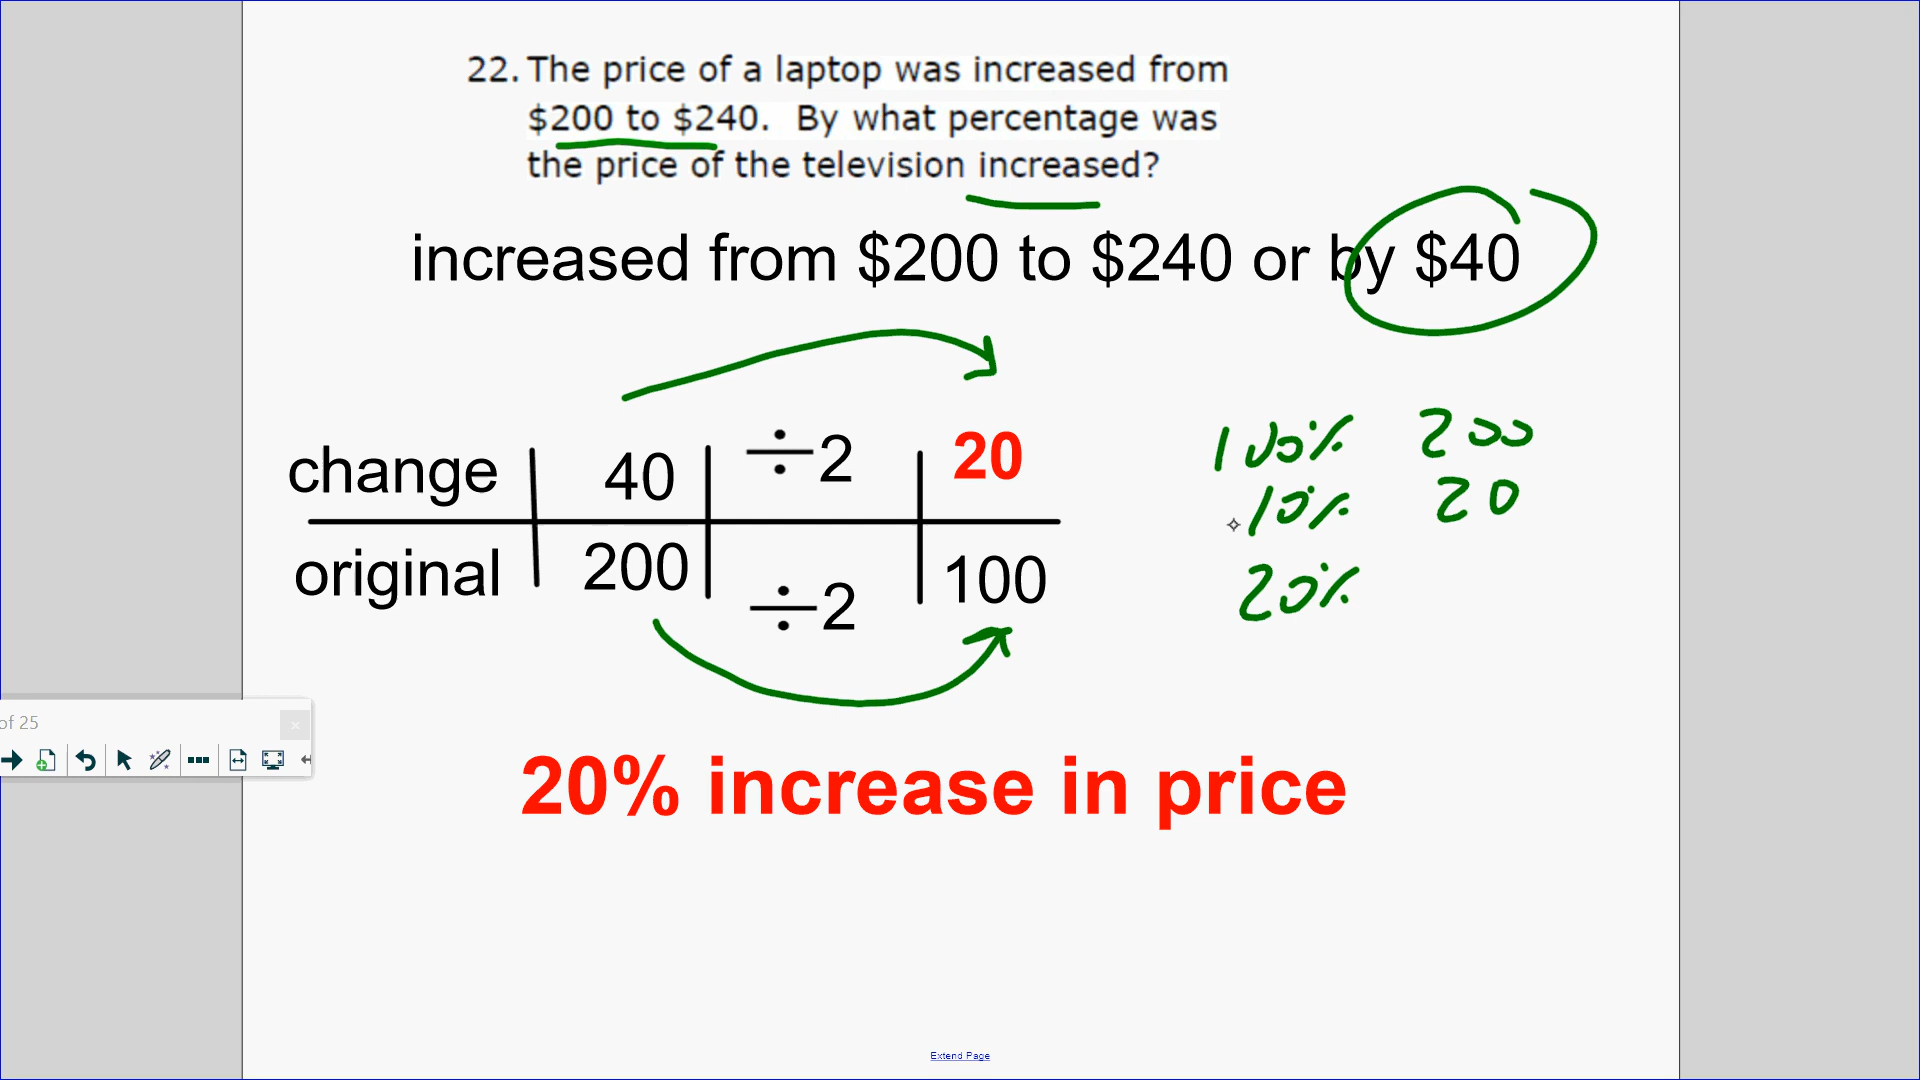 22. The price of a laptop was increased from
$200 to $240. By what percentage was
the price of the television increased?
increased from $200 to $240 or by $40
change 40 ÷2 20
original 200 ÷2 100
100% 200
10% 20
20%
of 25
20% increase in price
Extend Page